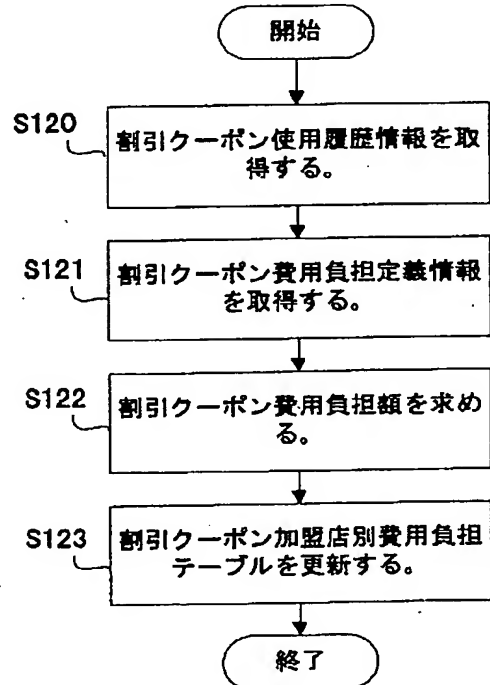 開始
S120
割引クーポン使用履歴情報を取
得する。
S121
割引クーポン費用負担定義情報
を取得する。
S122
割引クーポン費用負担額を求め
る。
S123
割引クーポン加盟店別費用負担
テーブルを更新する。
終了